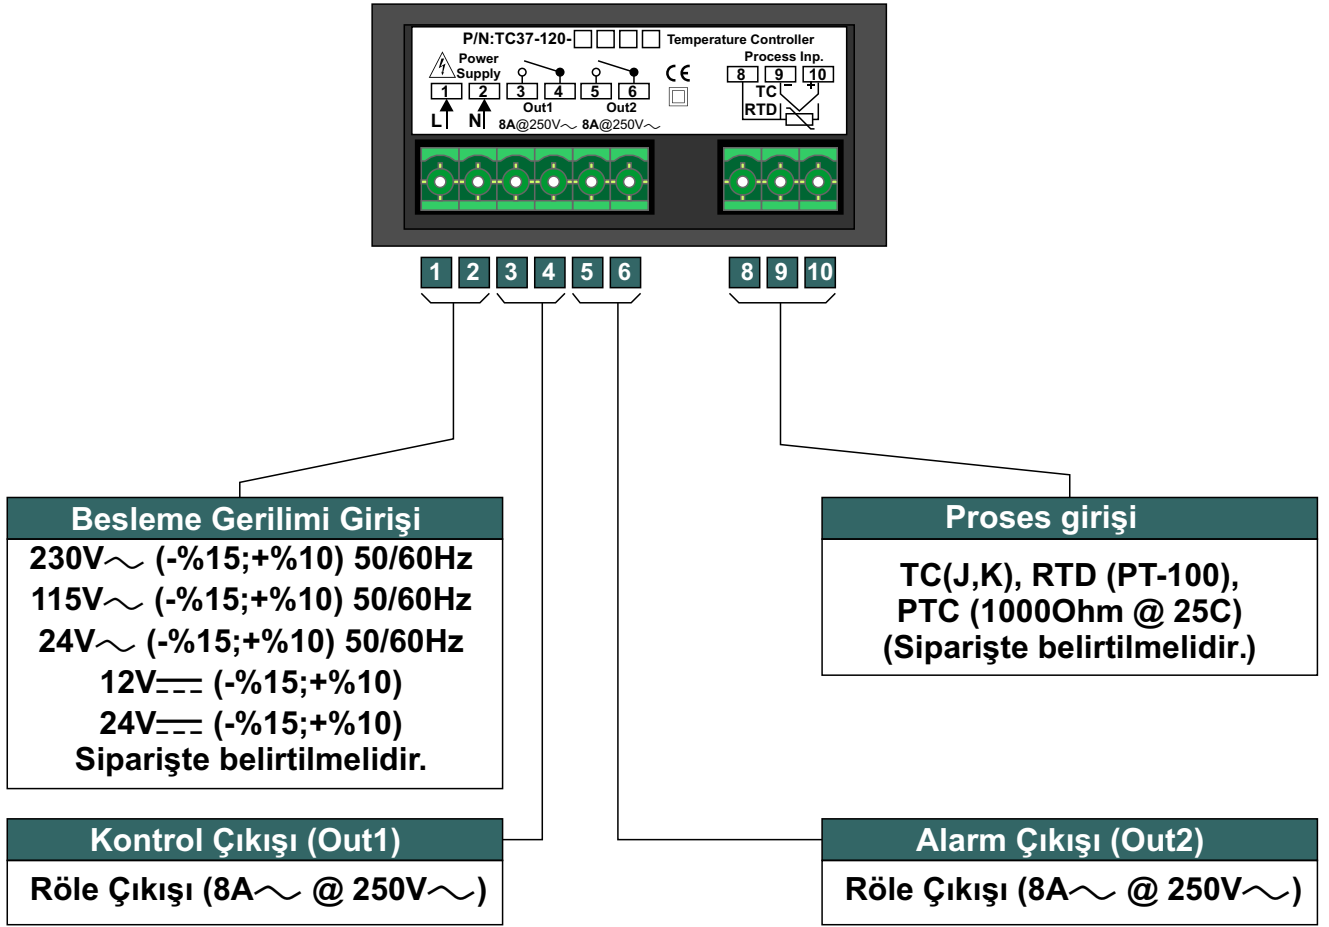 P/N:TC37-120- Temperature Controller
Power Supply
Process Inp.
1 2 3 4 5 6
8 9 10
CE
L N
Out1 Out2
8A@250V~ 8A@250V~
TC - +
RTD
1 2 3 4 5 6 8 9 10
Besleme Gerilimi Girişi
230V~ (-%15;+%10) 50/60Hz
115V~ (-%15;+%10) 50/60Hz
24V~ (-%15;+%10) 50/60Hz
12V⎓ (-%15;+%10)
24V⎓ (-%15;+%10)
Siparişte belirtilmelidir.
Proses girişi
TC(J,K), RTD (PT-100),
PTC (1000Ohm @ 25C)
(Siparişte belirtilmelidir.)
Kontrol Çıkışı (Out1)
Röle Çıkışı (8A~ @ 250V~)
Alarm Çıkışı (Out2)
Röle Çıkışı (8A~ @ 250V~)